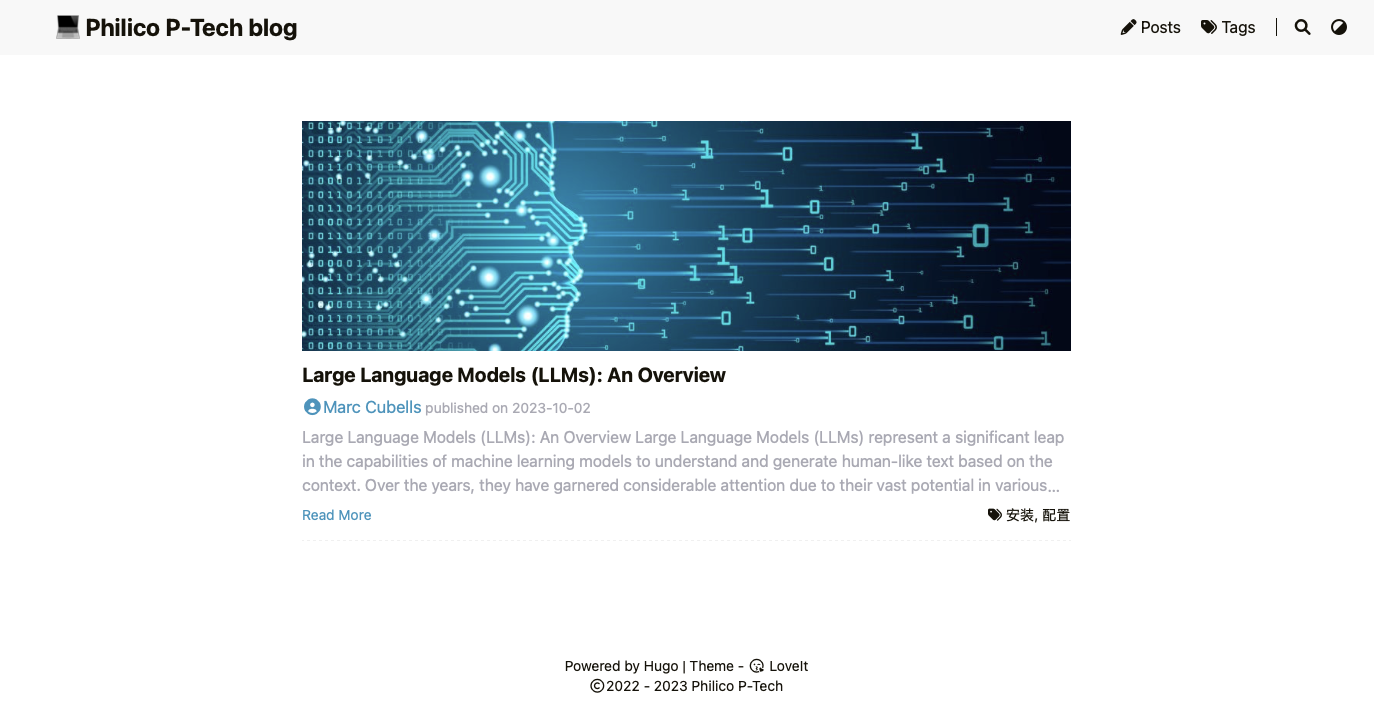 Philico P-Tech blog
Posts
Tags
Large Language Models (LLMs): An Overview
Marc Cubells published on 2023-10-02
Large Language Models (LLMs): An Overview Large Language Models (LLMs) represent a significant leap
in the capabilities of machine learning models to understand and generate human-like text based on the
context. Over the years, they have garnered considerable attention due to their vast potential in various...
Read More
安装, 配置
Powered by Hugo | Theme - LoveIt
©2022 - 2023 Philico P-Tech